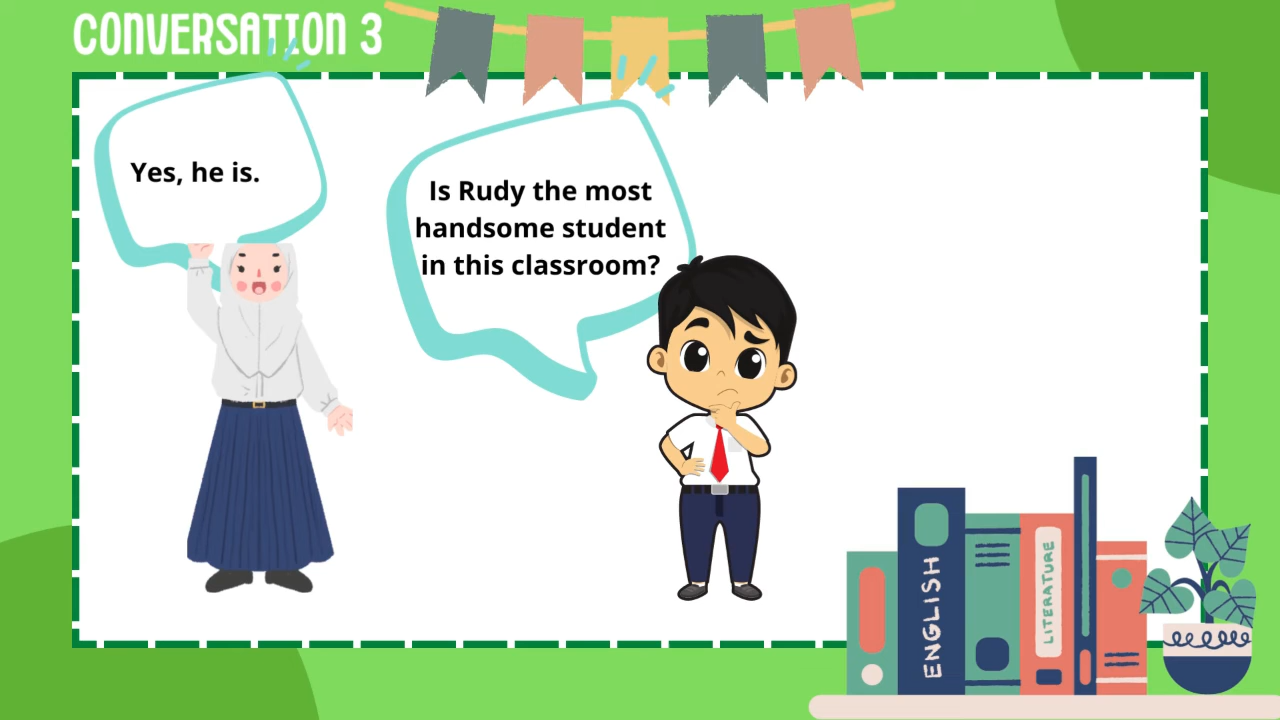 CONVERSATION 3
Yes, he is.
Is Rudy the most
handsome student
in this classroom?
ENGLISH
LITERATURE